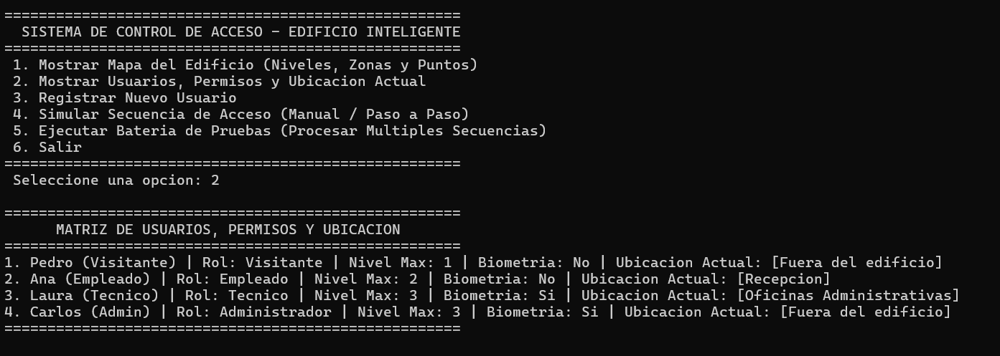 =====================================================
  SISTEMA DE CONTROL DE ACCESO - EDIFICIO INTELIGENTE
=====================================================
 1. Mostrar Mapa del Edificio (Niveles, Zonas y Puntos)
 2. Mostrar Usuarios, Permisos y Ubicacion Actual
 3. Registrar Nuevo Usuario
 4. Simular Secuencia de Acceso (Manual / Paso a Paso)
 5. Ejecutar Bateria de Pruebas (Procesar Multiples Secuencias)
 6. Salir
=====================================================
 Seleccione una opcion: 2

=====================================================
      MATRIZ DE USUARIOS, PERMISOS Y UBICACION
=====================================================
1. Pedro (Visitante) | Rol: Visitante | Nivel Max: 1 | Biometria: No | Ubicacion Actual: [Fuera del edificio]
2. Ana (Empleado) | Rol: Empleado | Nivel Max: 2 | Biometria: No | Ubicacion Actual: [Recepcion]
3. Laura (Tecnico) | Rol: Tecnico | Nivel Max: 3 | Biometria: Si | Ubicacion Actual: [Oficinas Administrativas]
4. Carlos (Admin) | Rol: Administrador | Nivel Max: 3 | Biometria: Si | Ubicacion Actual: [Fuera del edificio]
=====================================================